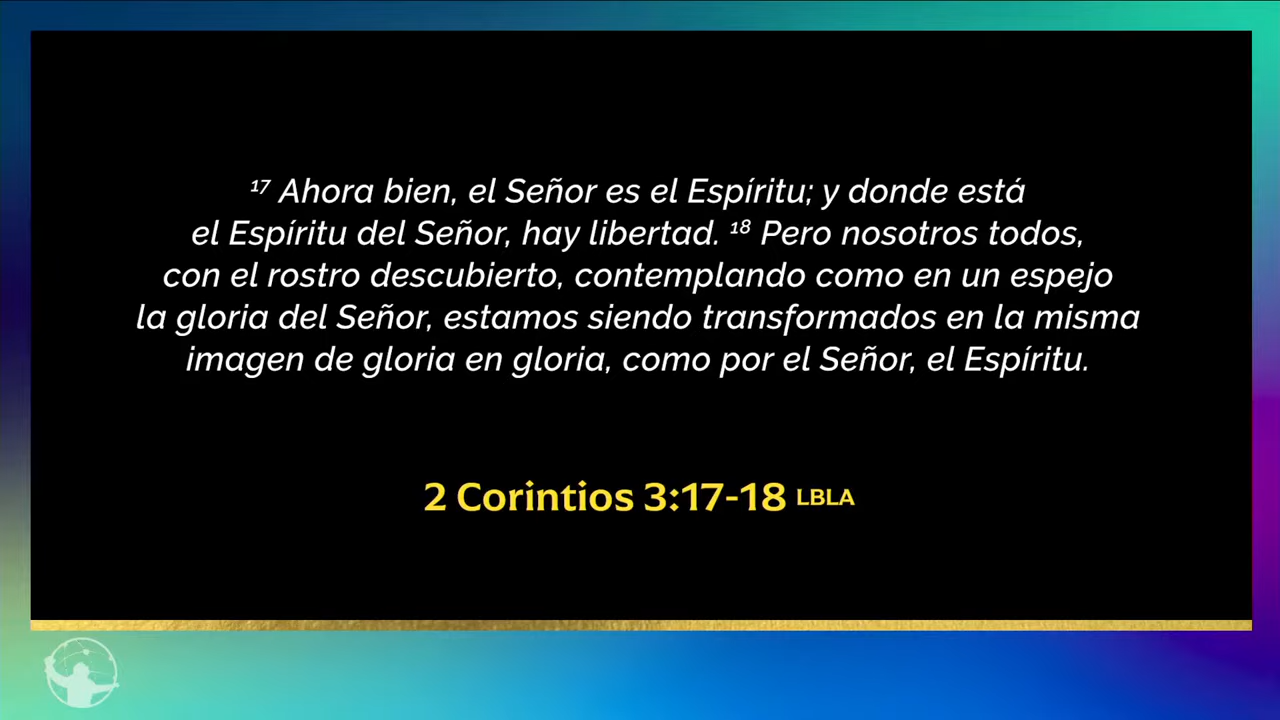 ¹⁷ Ahora bien, el Señor es el Espíritu; y donde está
el Espíritu del Señor, hay libertad. ¹⁸ Pero nosotros todos,
con el rostro descubierto, contemplando como en un espejo
la gloria del Señor, estamos siendo transformados en la misma
imagen de gloria en gloria, como por el Señor, el Espíritu.
2 Corintios 3:17-18 LBLA